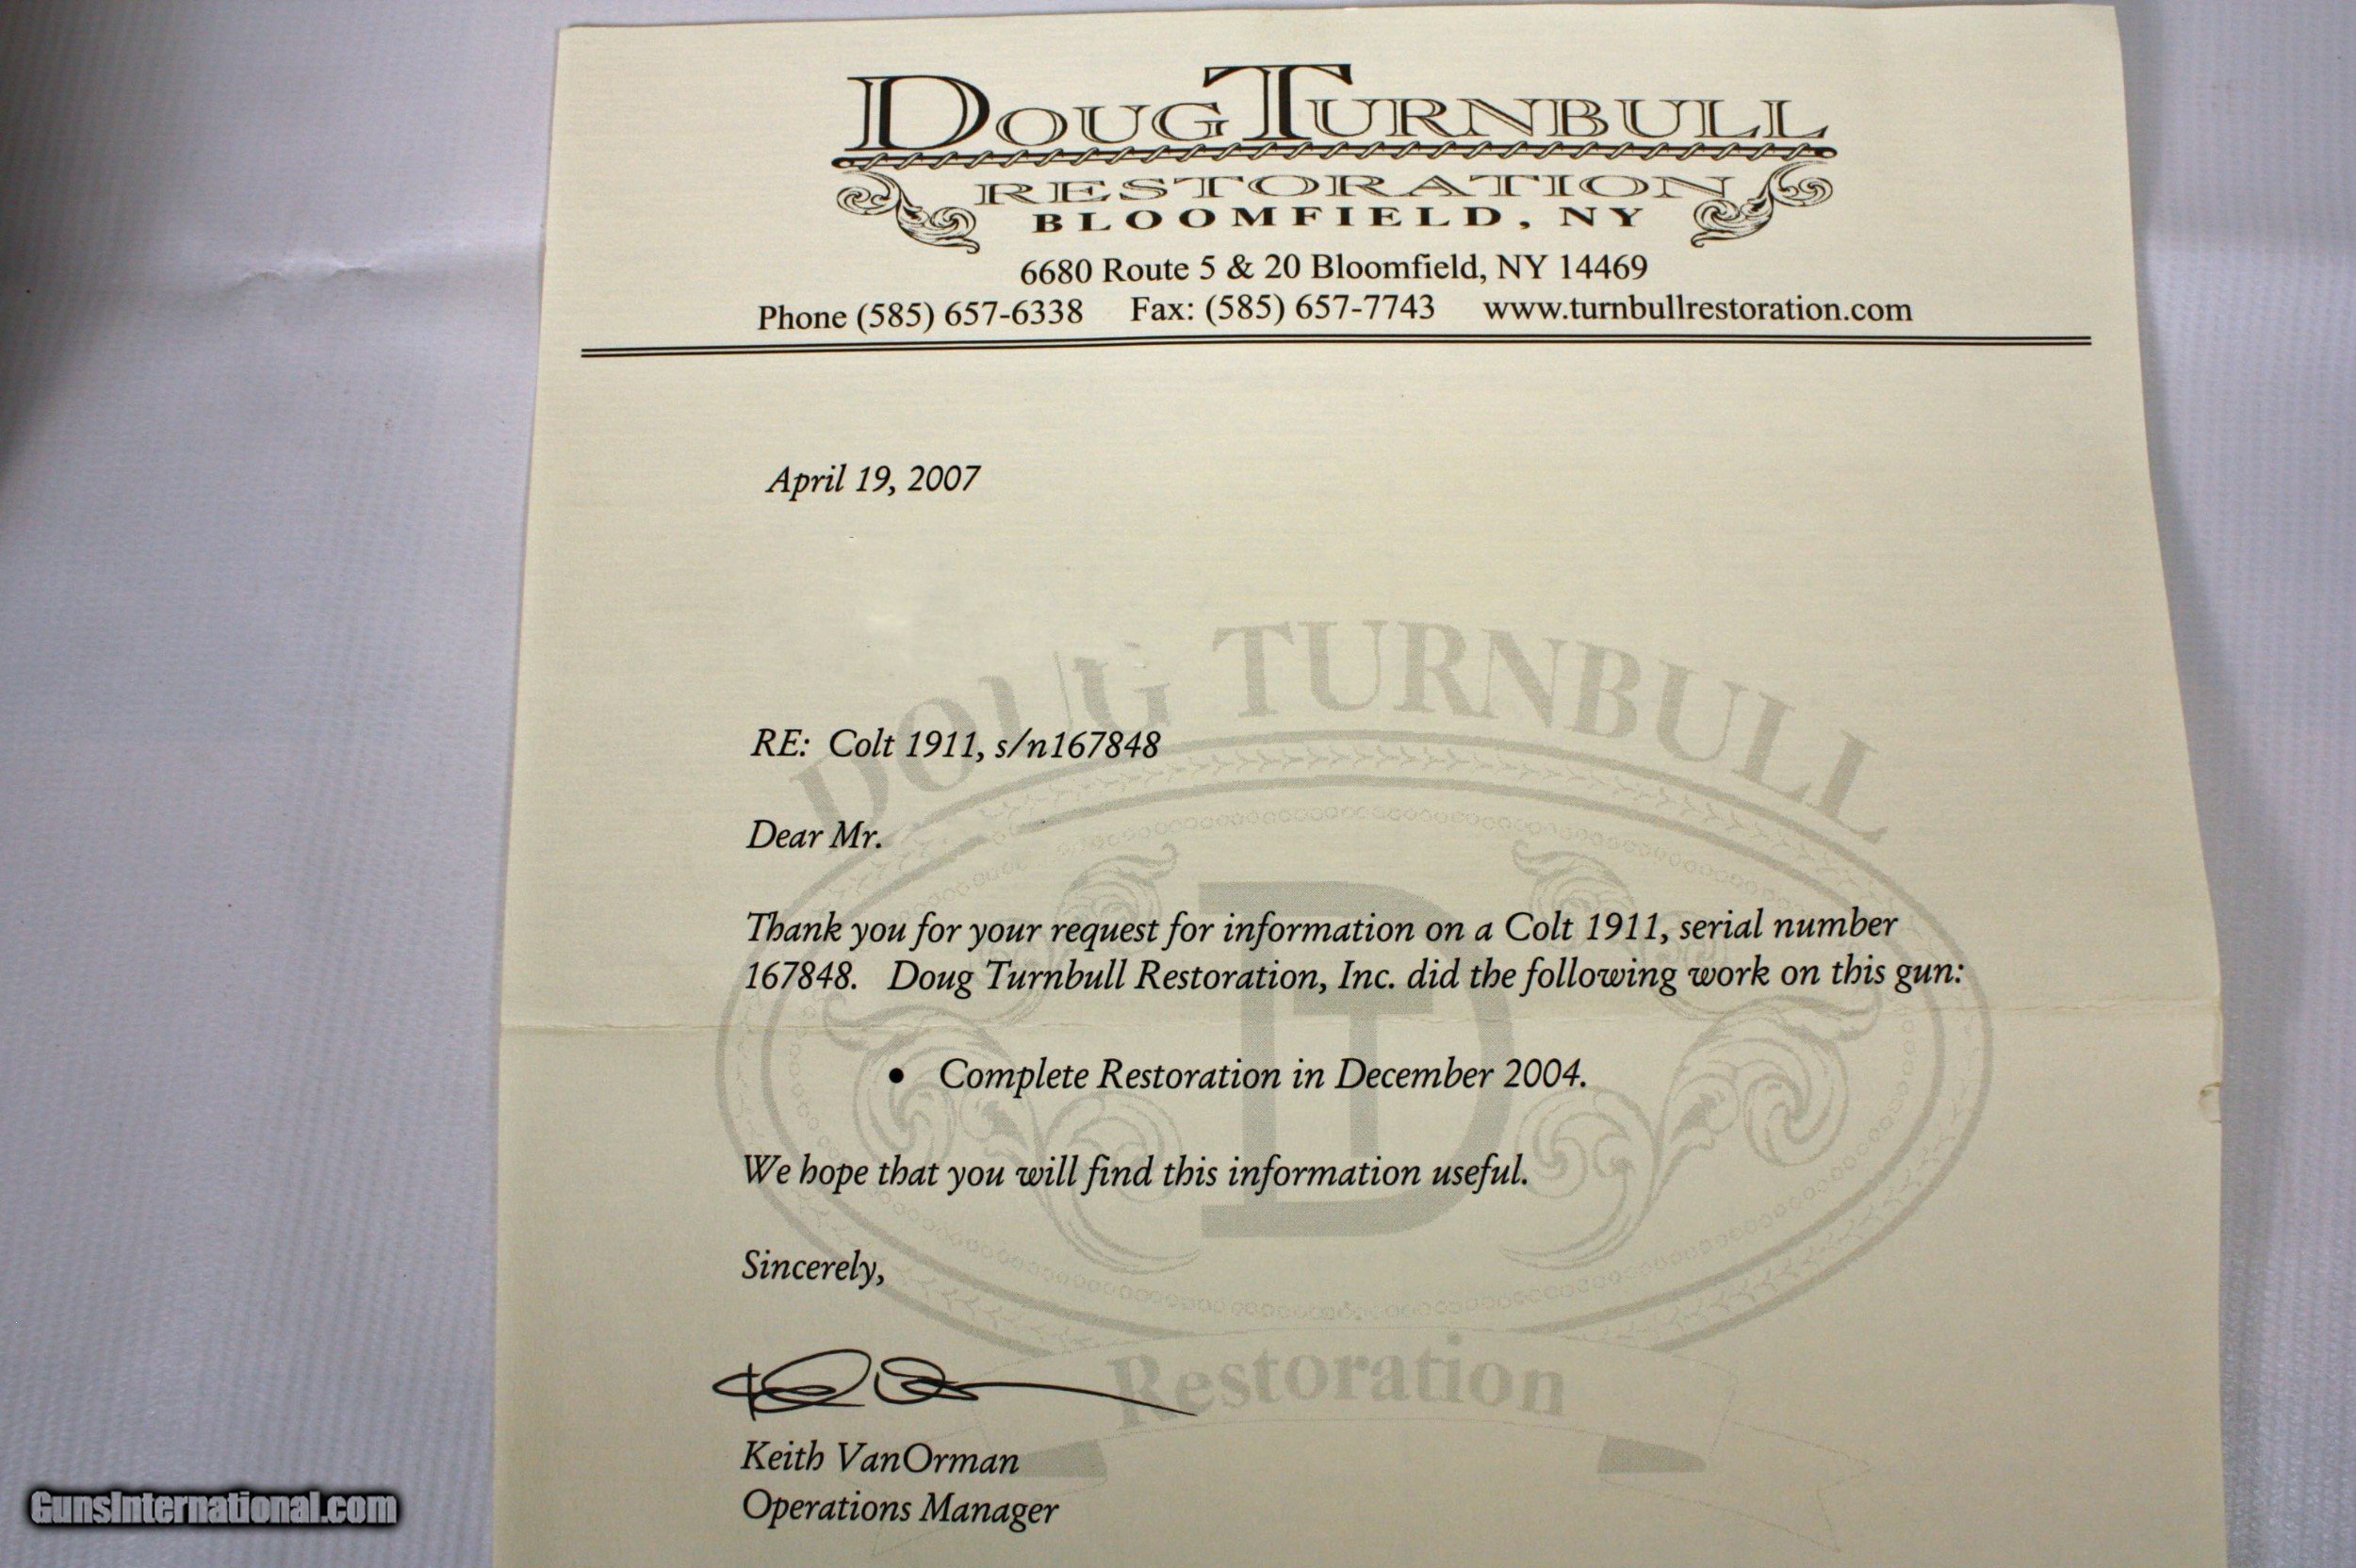 DOUG TURNBULL
RESTORATION
BLOOMFIELD, NY
6680 Route 5 & 20 Bloomfield, NY 14469
Phone (585) 657-6338 Fax: (585) 657-7743 www.turnbullrestoration.com
April 19, 2007
DOUG TURNBULL
RE: Colt 1911, s/n167848
Dear Mr.
Thank you for your request for information on a Colt 1911, serial number
167848. Doug Turnbull Restoration, Inc. did the following work on this gun:
DT
• Complete Restoration in December 2004.
We hope that you will find this information useful.
Sincerely,
Restoration
Keith VanOrman
Operations Manager
GunsInternational.com